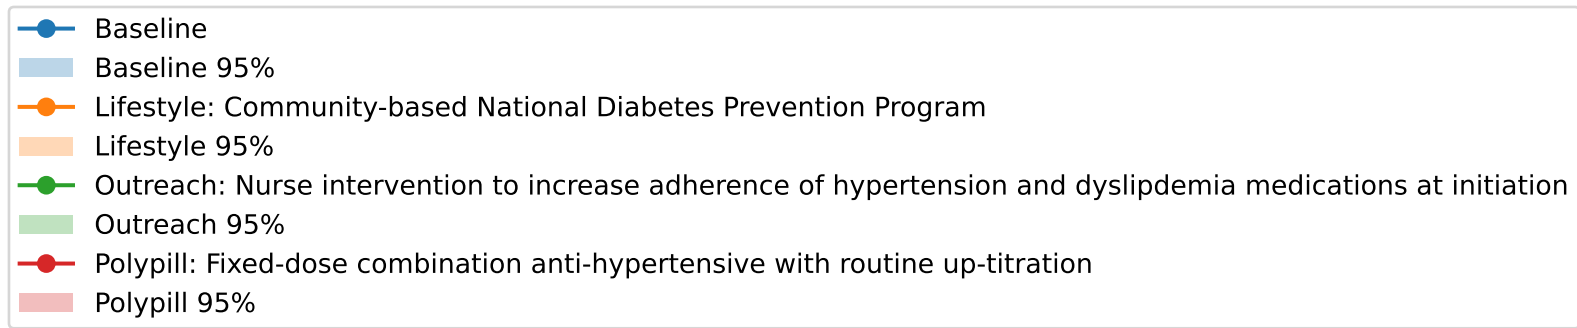 Baseline
Baseline 95%
Lifestyle: Community-based National Diabetes Prevention Program
Lifestyle 95%
Outreach: Nurse intervention to increase adherence of hypertension and dyslipdemia medications at initiation
Outreach 95%
Polypill: Fixed-dose combination anti-hypertensive with routine up-titration
Polypill 95%